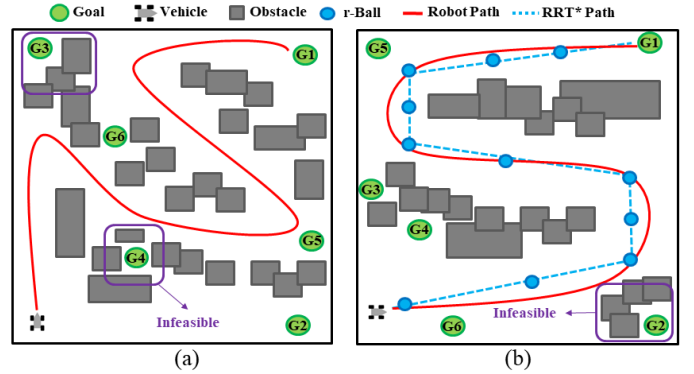 Goal Vehicle Obstacle r-Ball Robot Path RRT* Path
G3
G1
G6
G5
G4
Infeasible
G2
(a)
G5
G1
G3
G4
Infeasible
G6
G2
(b)